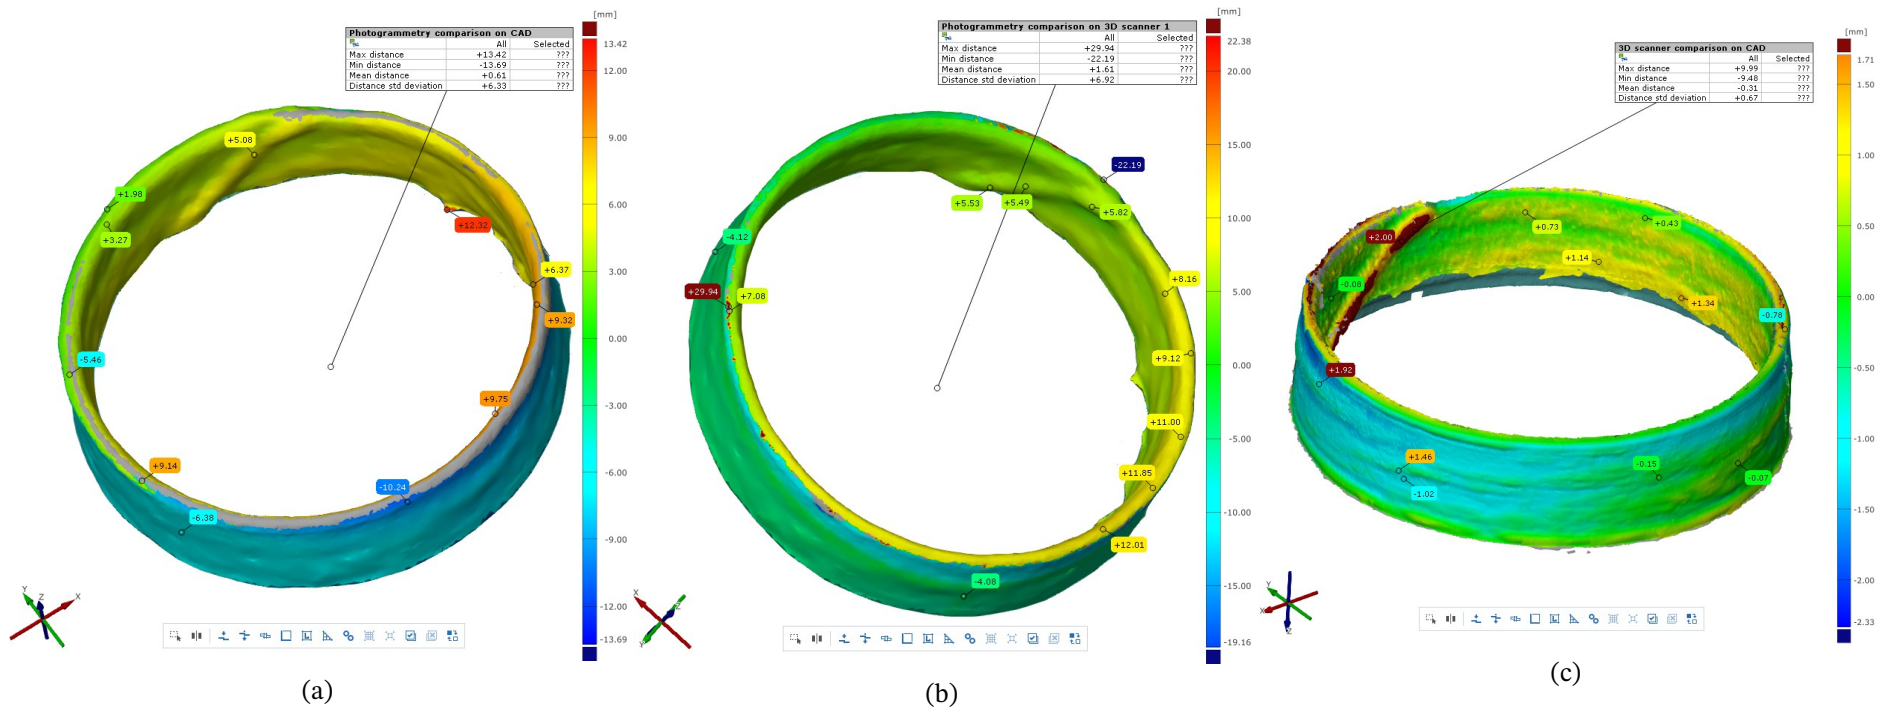 [mm]
Photogrammetry comparison on CAD
All Selected
Max distance +13.42 ???
Min distance -13.69 ???
Mean distance +0.61 ???
Distance std deviation +6.33 ???
13.42
12.00
9.00
6.00
3.00
0.00
-3.00
-6.00
-9.00
-12.00
-13.69
+5.08
+1.98
+3.27
+12.32
+6.37
+9.32
-5.46
+9.75
+9.14
-10.24
-6.38
Y
Z
X
(a)
[mm]
Photogrammetry comparison on 3D scanner 1
All Selected
Max distance +29.94 ???
Min distance -22.19 ???
Mean distance +1.61 ???
Distance std deviation +6.92 ???
22.38
20.00
15.00
10.00
5.00
0.00
-5.00
-10.00
-15.00
-19.16
-22.19
+5.53
+5.49
+5.82
-4.12
+29.94
+7.08
+8.16
+9.12
+11.00
+11.85
+12.01
-4.08
X
Z
Y
(b)
[mm]
3D scanner comparison on CAD
All Selected
Max distance +9.99 ???
Min distance -9.48 ???
Mean distance -0.31 ???
Distance std deviation +0.67 ???
1.71
1.50
1.00
0.50
0.00
-0.50
-1.00
-1.50
-2.00
-2.33
+2.00
+0.73
+0.43
+1.14
-0.08
+1.34
-0.78
+1.92
+1.46
-1.02
-0.15
-0.07
Y
X
Z
(c)